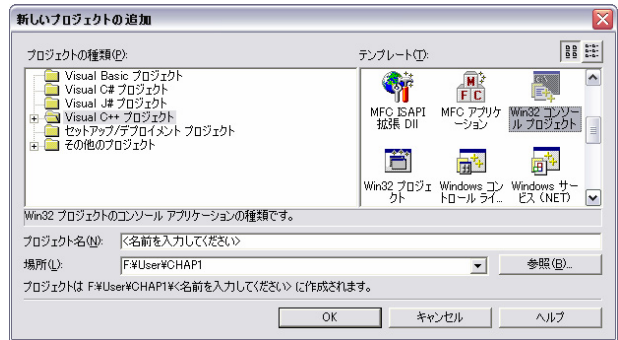 新しいプロジェクトの追加
プロジェクトの種類(P):
テンプレート(T):
Visual Basic プロジェクト
Visual C# プロジェクト
Visual J# プロジェクト
Visual C++ プロジェクト
セットアップ/デプロイメント プロジェクト
その他のプロジェクト
MFC ISAPI
拡張 Dll
MFC アプリケ
ーション
Win32 コンソー
ル プロジェクト
Win32 プロジェ
クト
Windows コン
トロール ライ...
Windows サー
ビス (.NET)
Win32 プロジェクトのコンソール アプリケーションの種類です。
プロジェクト名(N):
<名前を入力してください>
場所(L):
F:¥User¥CHAP1
参照(B)...
プロジェクトは F:¥User¥CHAP1¥<名前を入力してください> に作成されます。
OK
キャンセル
ヘルプ